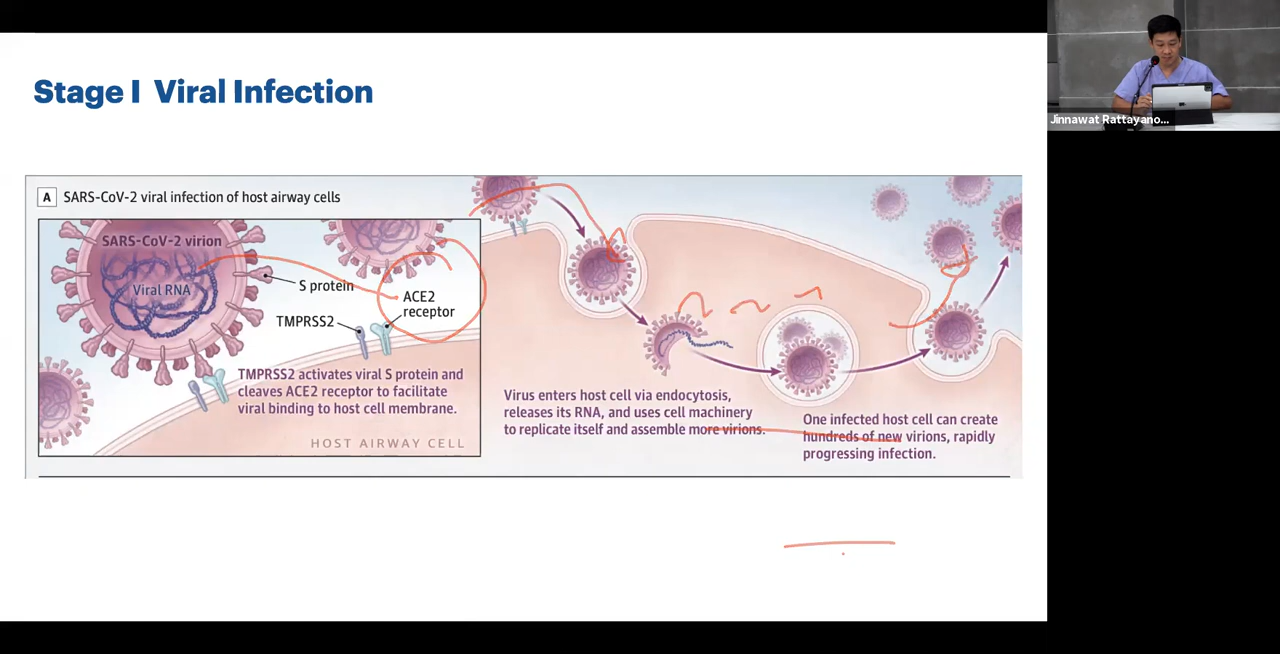 Stage I Viral Infection
Jinnawat Rattayano...
A SARS-CoV-2 viral infection of host airway cells
SARS-CoV-2 virion
Viral RNA
S protein
ACE2
receptor
TMPRSS2
TMPRSS2 activates viral S protein and
cleaves ACE2 receptor to facilitate
viral binding to host cell membrane.
HOST AIRWAY CELL
Virus enters host cell via endocytosis,
releases its RNA, and uses cell machinery
to replicate itself and assemble more virions.
One infected host cell can create
hundreds of new virions, rapidly
progressing infection.